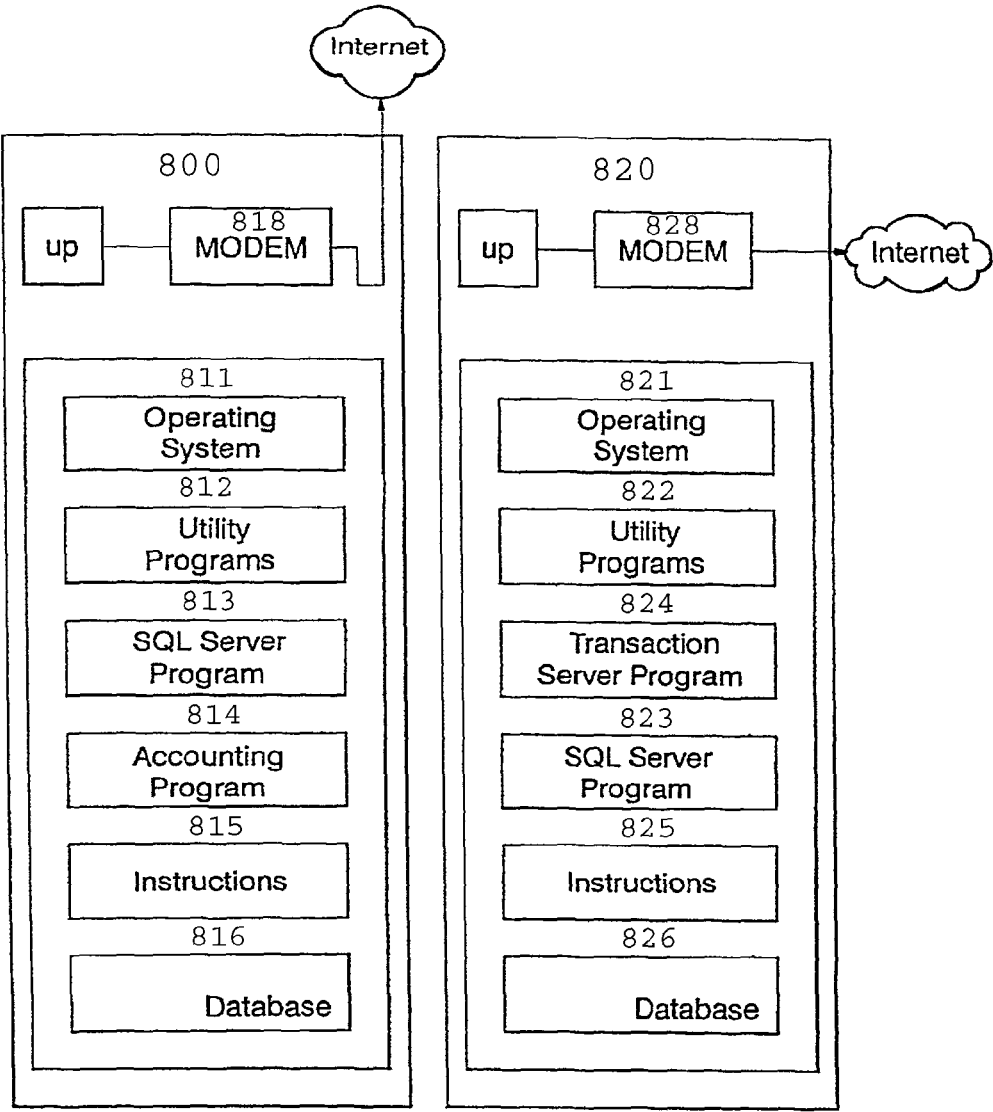 Internet
800
up
818
MODEM
811
Operating
System
812
Utility
Programs
813
SQL Server
Program
814
Accounting
Program
815
Instructions
816
Database
820
up
828
MODEM
Internet
821
Operating
System
822
Utility
Programs
824
Transaction
Server Program
823
SQL Server
Program
825
Instructions
826
Database